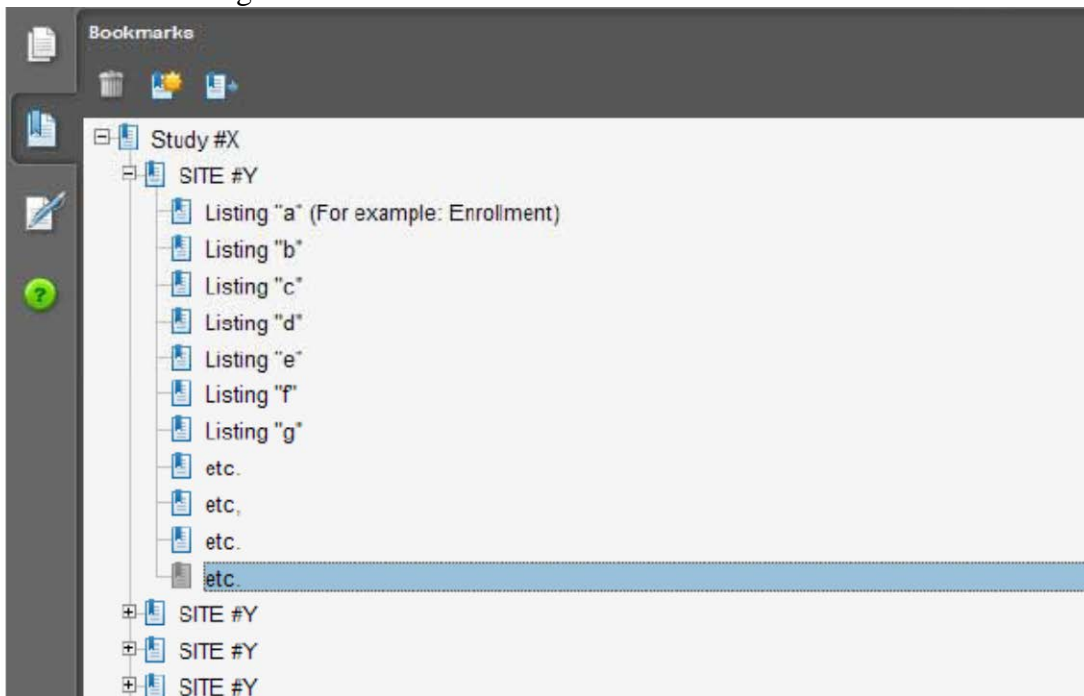 Bookmarks
Study #X
SITE #Y
Listing "a" (For example: Enrollment)
Listing "b"
Listing "c"
Listing "d"
Listing "e"
Listing "f"
Listing "g"
etc.
etc,
etc.
etc.
SITE #Y
SITE #Y
SITE #Y